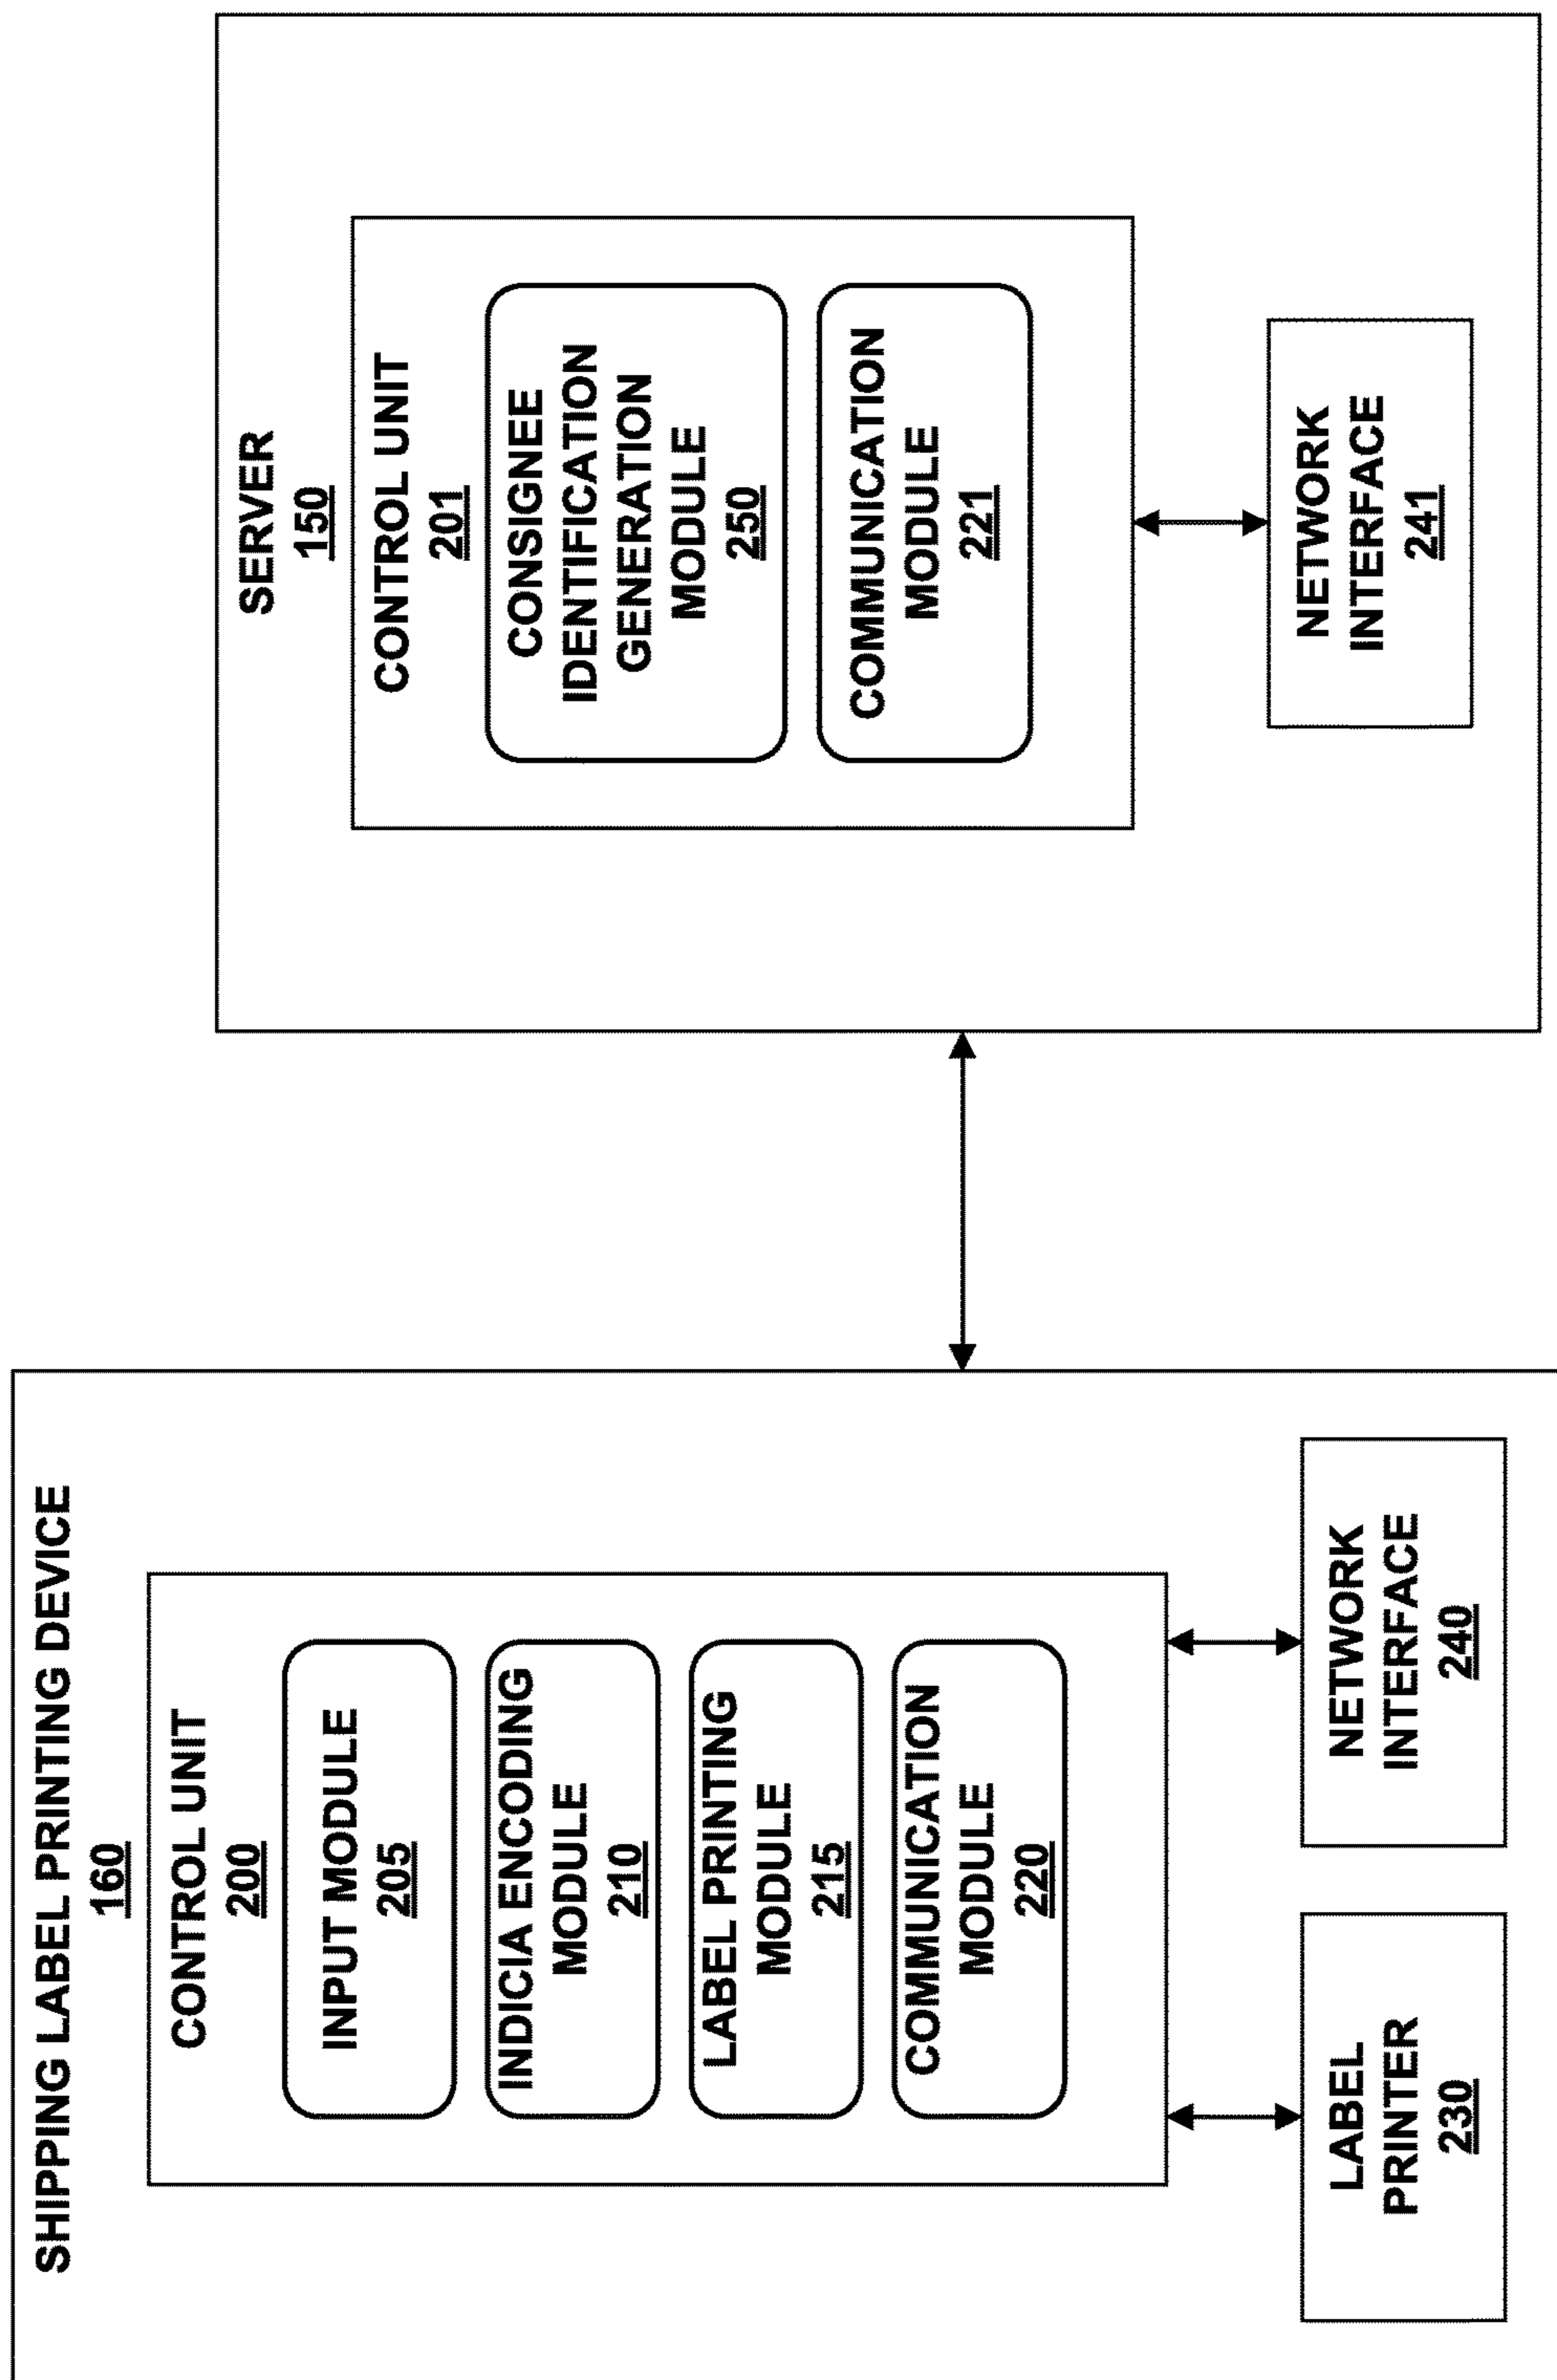 SHIPPING LABEL PRINTING DEVICE
160
CONTROL UNIT
200
INPUT MODULE
205
INDICIA ENCODING
MODULE
210
LABEL PRINTING
MODULE
215
COMMUNICATION
MODULE
220
LABEL
PRINTER
230
NETWORK
INTERFACE
240
SERVER
150
CONTROL UNIT
201
CONSIGNEE
IDENTIFICATION
GENERATION
MODULE
250
COMMUNICATION
MODULE
221
NETWORK
INTERFACE
241